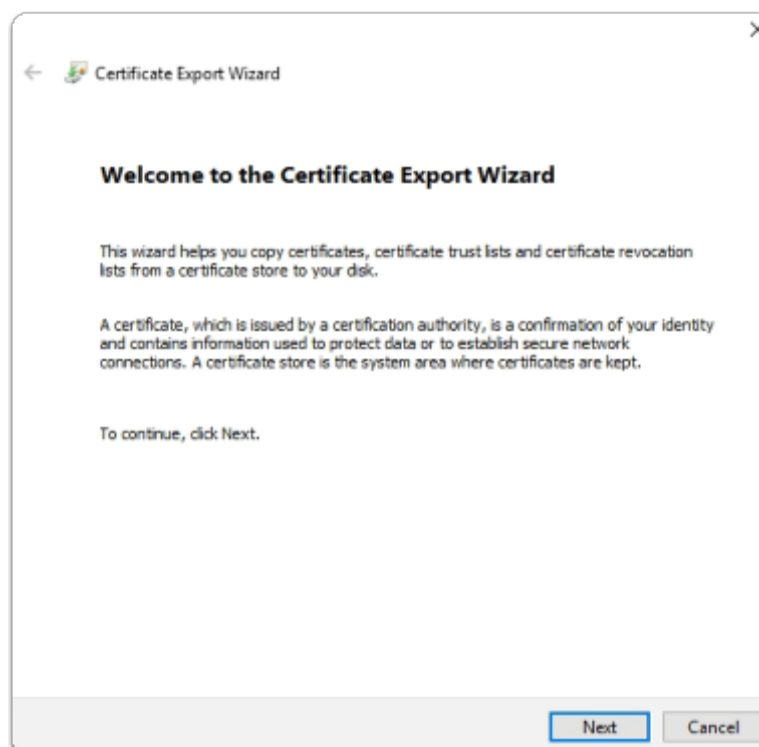 Certificate Export Wizard
Welcome to the Certificate Export Wizard
This wizard helps you copy certificates, certificate trust lists and certificate revocation
lists from a certificate store to your disk.
A certificate, which is issued by a certification authority, is a confirmation of your identity
and contains information used to protect data or to establish secure network
connections. A certificate store is the system area where certificates are kept.
To continue, click Next.
Next Cancel